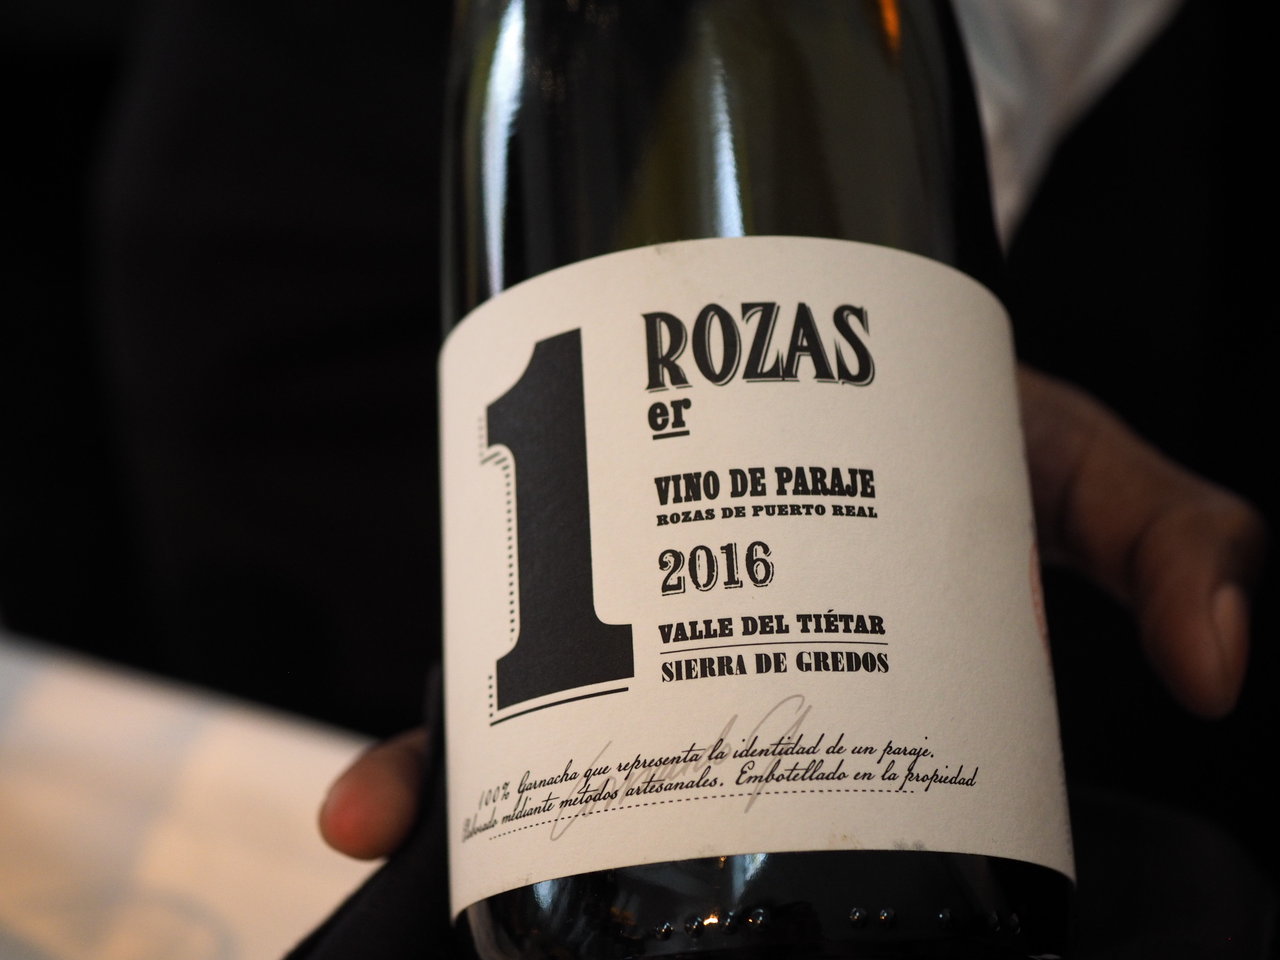 1
ROZAS
er
VINO DE PARAJE
ROZAS DE PUERTO REAL
2016
VALLE DEL TIÉTAR
SIERRA DE GREDOS
100% Garnacha que representa la identidad de un paraje.
Elaborado mediante metodos artesanales. Embotellado en la propiedad